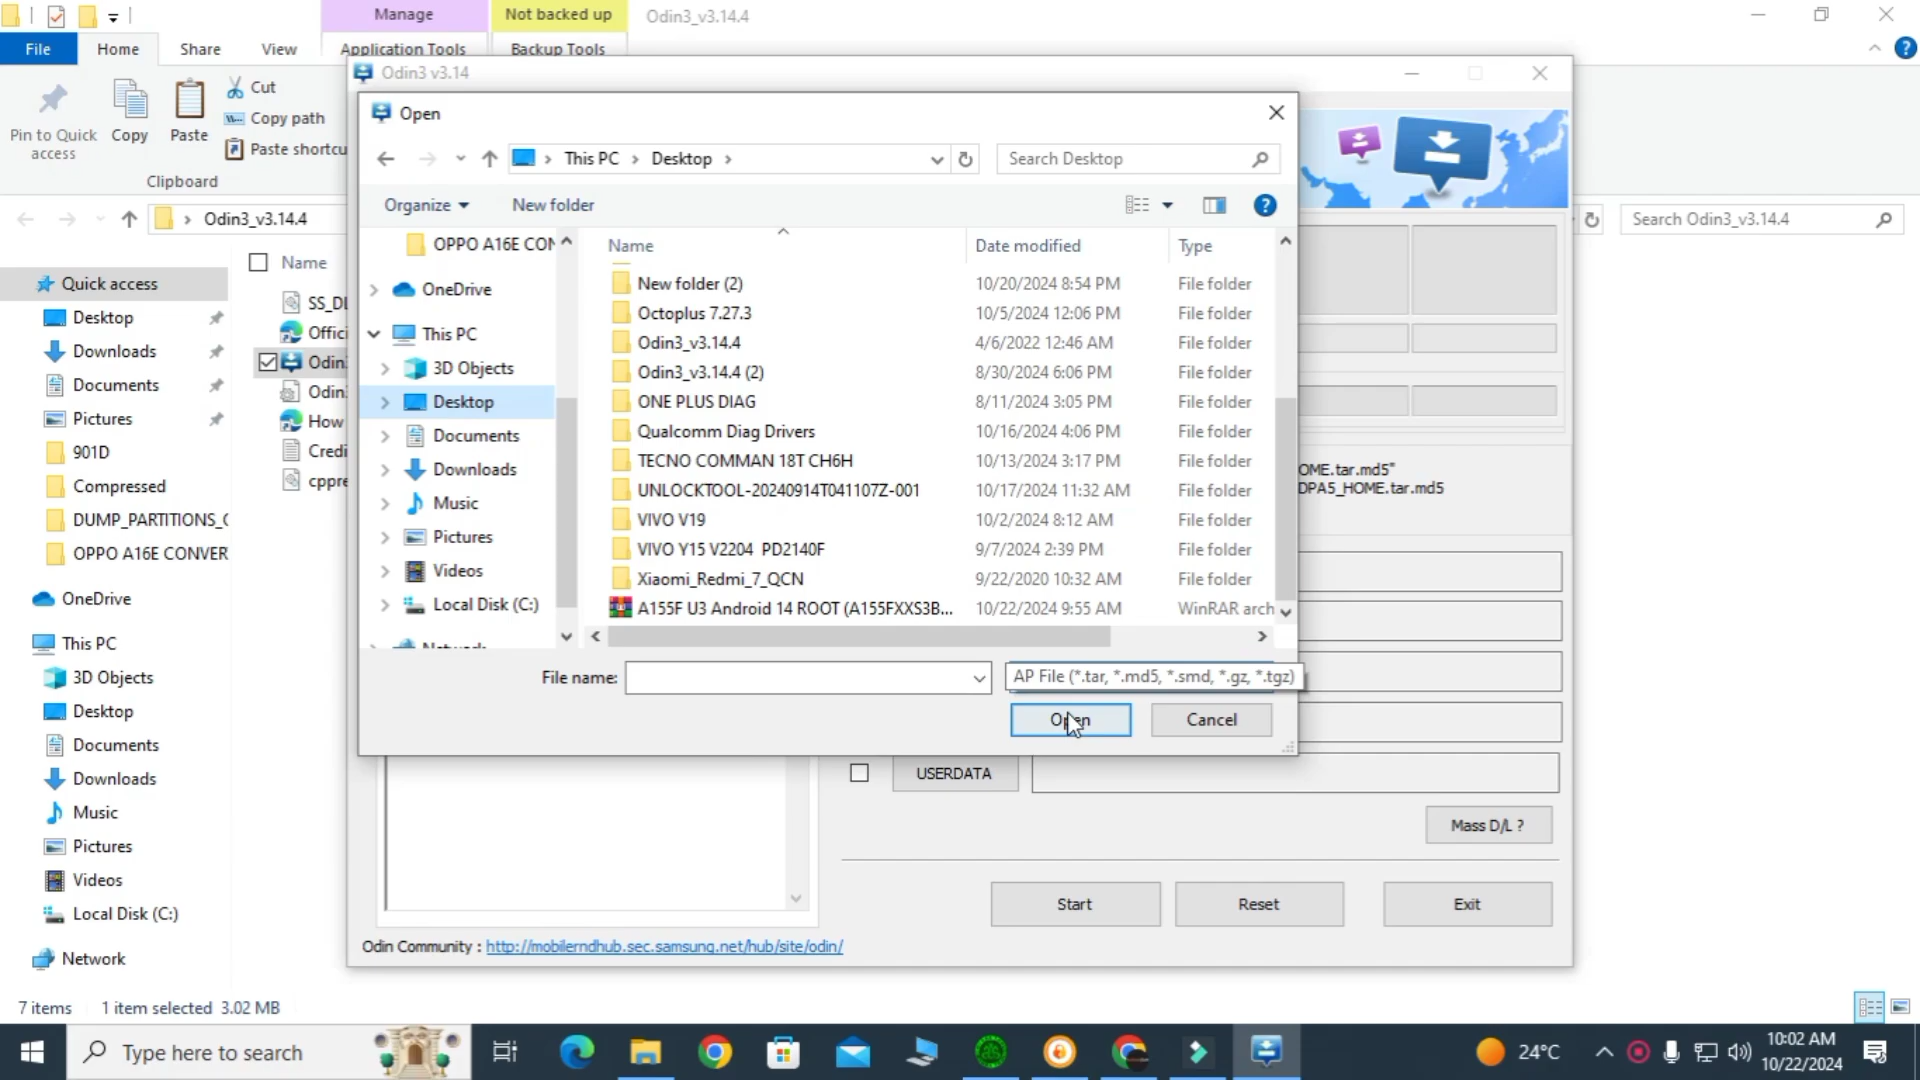 Manage
Not backed up
Odin3_v3.14.4
File
Home
Share
View
Application Tools
Backup Tools
Pin to Quick access
Copy
Paste
Cut
Copy path
Paste shortcu
Clipboard
Odin3_v3.14.4
Search Odin3_v3.14.4
Name
Quick access
Desktop
Downloads
Documents
Pictures
901D
Compressed
DUMP_PARTITIONS_
OPPO A16E CONVER
OneDrive
This PC
3D Objects
Desktop
Documents
Downloads
Music
Pictures
Videos
Local Disk (C:)
Network
SS_DL
Offici
Odin
Odin
How
Credi
cppre
7 items
1 item selected 3.02 MB
Odin3 v3.14
Open
This PC
Desktop
Search Desktop
Organize
New folder
OPPO A16E CON
OneDrive
This PC
3D Objects
Desktop
Documents
Downloads
Music
Pictures
Videos
Local Disk (C:)
Network
Name
Date modified
Type
New folder (2) 10/20/2024 8:54 PM File folder
Octoplus 7.27.3 10/5/2024 12:06 PM File folder
Odin3_v3.14.4 4/6/2022 12:46 AM File folder
Odin3_v3.14.4 (2) 8/30/2024 6:06 PM File folder
ONE PLUS DIAG 8/11/2024 3:05 PM File folder
Qualcomm Diag Drivers 10/16/2024 4:06 PM File folder
TECNO COMMAN 18T CH6H 10/13/2024 3:17 PM File folder
UNLOCKTOOL-20240914T041107Z-001 10/17/2024 11:32 AM File folder
VIVO V19 10/2/2024 8:12 AM File folder
VIVO Y15 V2204 PD2140F 9/7/2024 2:39 PM File folder
Xiaomi_Redmi_7_QCN 9/22/2020 10:32 AM File folder
A155F U3 Android 14 ROOT (A155FXXS3B... 10/22/2024 9:55 AM WinRAR arch
File name:
AP File (*.tar, *.md5, *.smd, *.gz, *.tgz)
Open
Cancel
OME.tar.md5"
DPA5_HOME.tar.md5
USERDATA
Mass D/L ?
Start
Reset
Exit
Odin Community : http://mobilerndhub.sec.samsung.net/hub/site/odin/
Type here to search
24°C
10:02 AM
10/22/2024